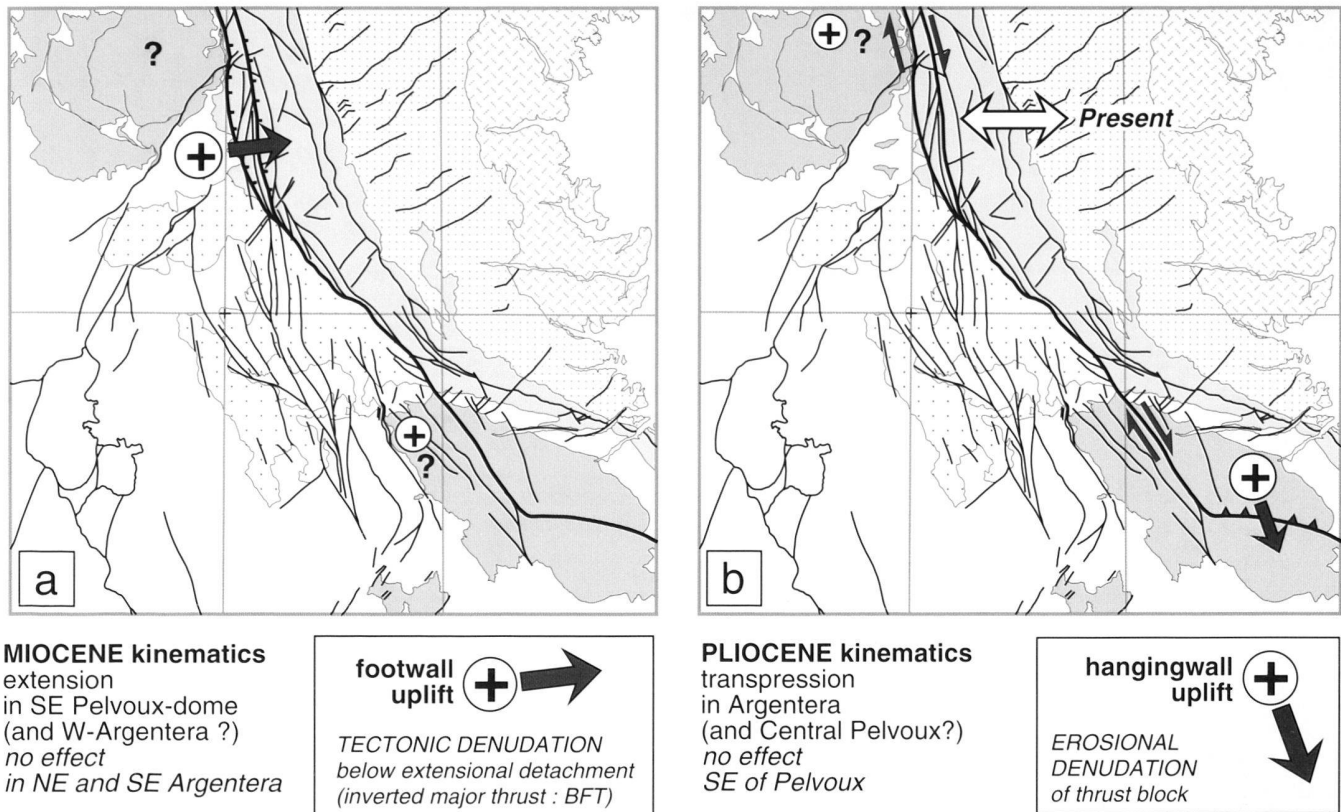 ?
+
+
?
a
+ ?
Present
+
b
MIOCENE kinematics
extension
in SE Pelvoux-dome
(and W-Argentera ?)
no effect
in NE and SE Argentera
footwall
uplift
+
TECTONIC DENUDATION
below extensional detachment
(inverted major thrust : BFT)
PLIOCENE kinematics
transpression
in Argentera
(and Central Pelvoux?)
no effect
SE of Pelvoux
hangingwall
uplift
+
EROSIONAL
DENUDATION
of thrust block